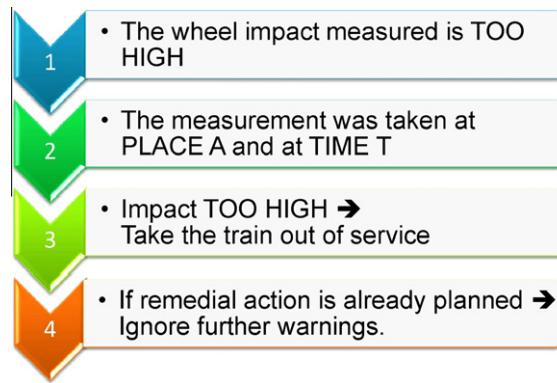 1
• The wheel impact measured is TOO
HIGH
2
• The measurement was taken at
PLACE A and at TIME T
3
• Impact TOO HIGH ➔
Take the train out of service
4
• If remedial action is already planned ➔
Ignore further warnings.